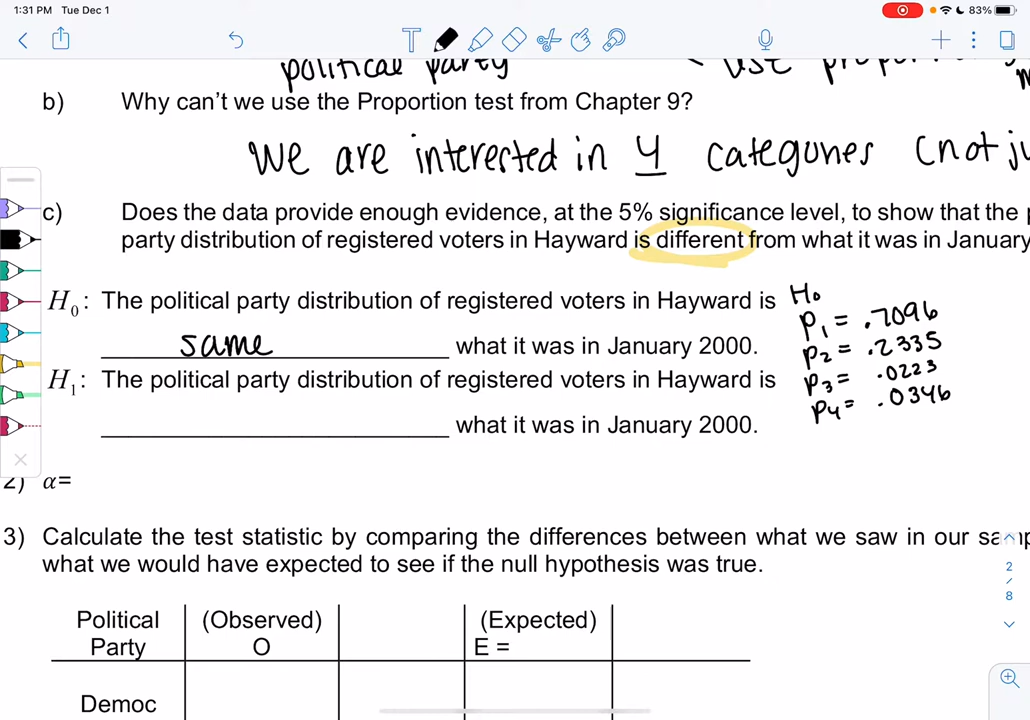 1:31 PM Tue Dec 1
83%
political party
use
b) Why can't we use the Proportion test from Chapter 9?
We are interested in 4 categories (not
c) Does the data provide enough evidence, at the 5% significance level, to show that the
party distribution of registered voters in Hayward is different from what it was in January
H0: The political party distribution of registered voters in Hayward is
same what it was in January 2000.
H1: The political party distribution of registered voters in Hayward is
what it was in January 2000.
H0
p1 = .7096
p2 = .2335
p3 = .0223
p4 = .0346
2) α=
3) Calculate the test statistic by comparing the differences between what we saw in our
what we would have expected to see if the null hypothesis was true.
Political Party
(Observed) O
(Expected) E =
Democ
2 / 8